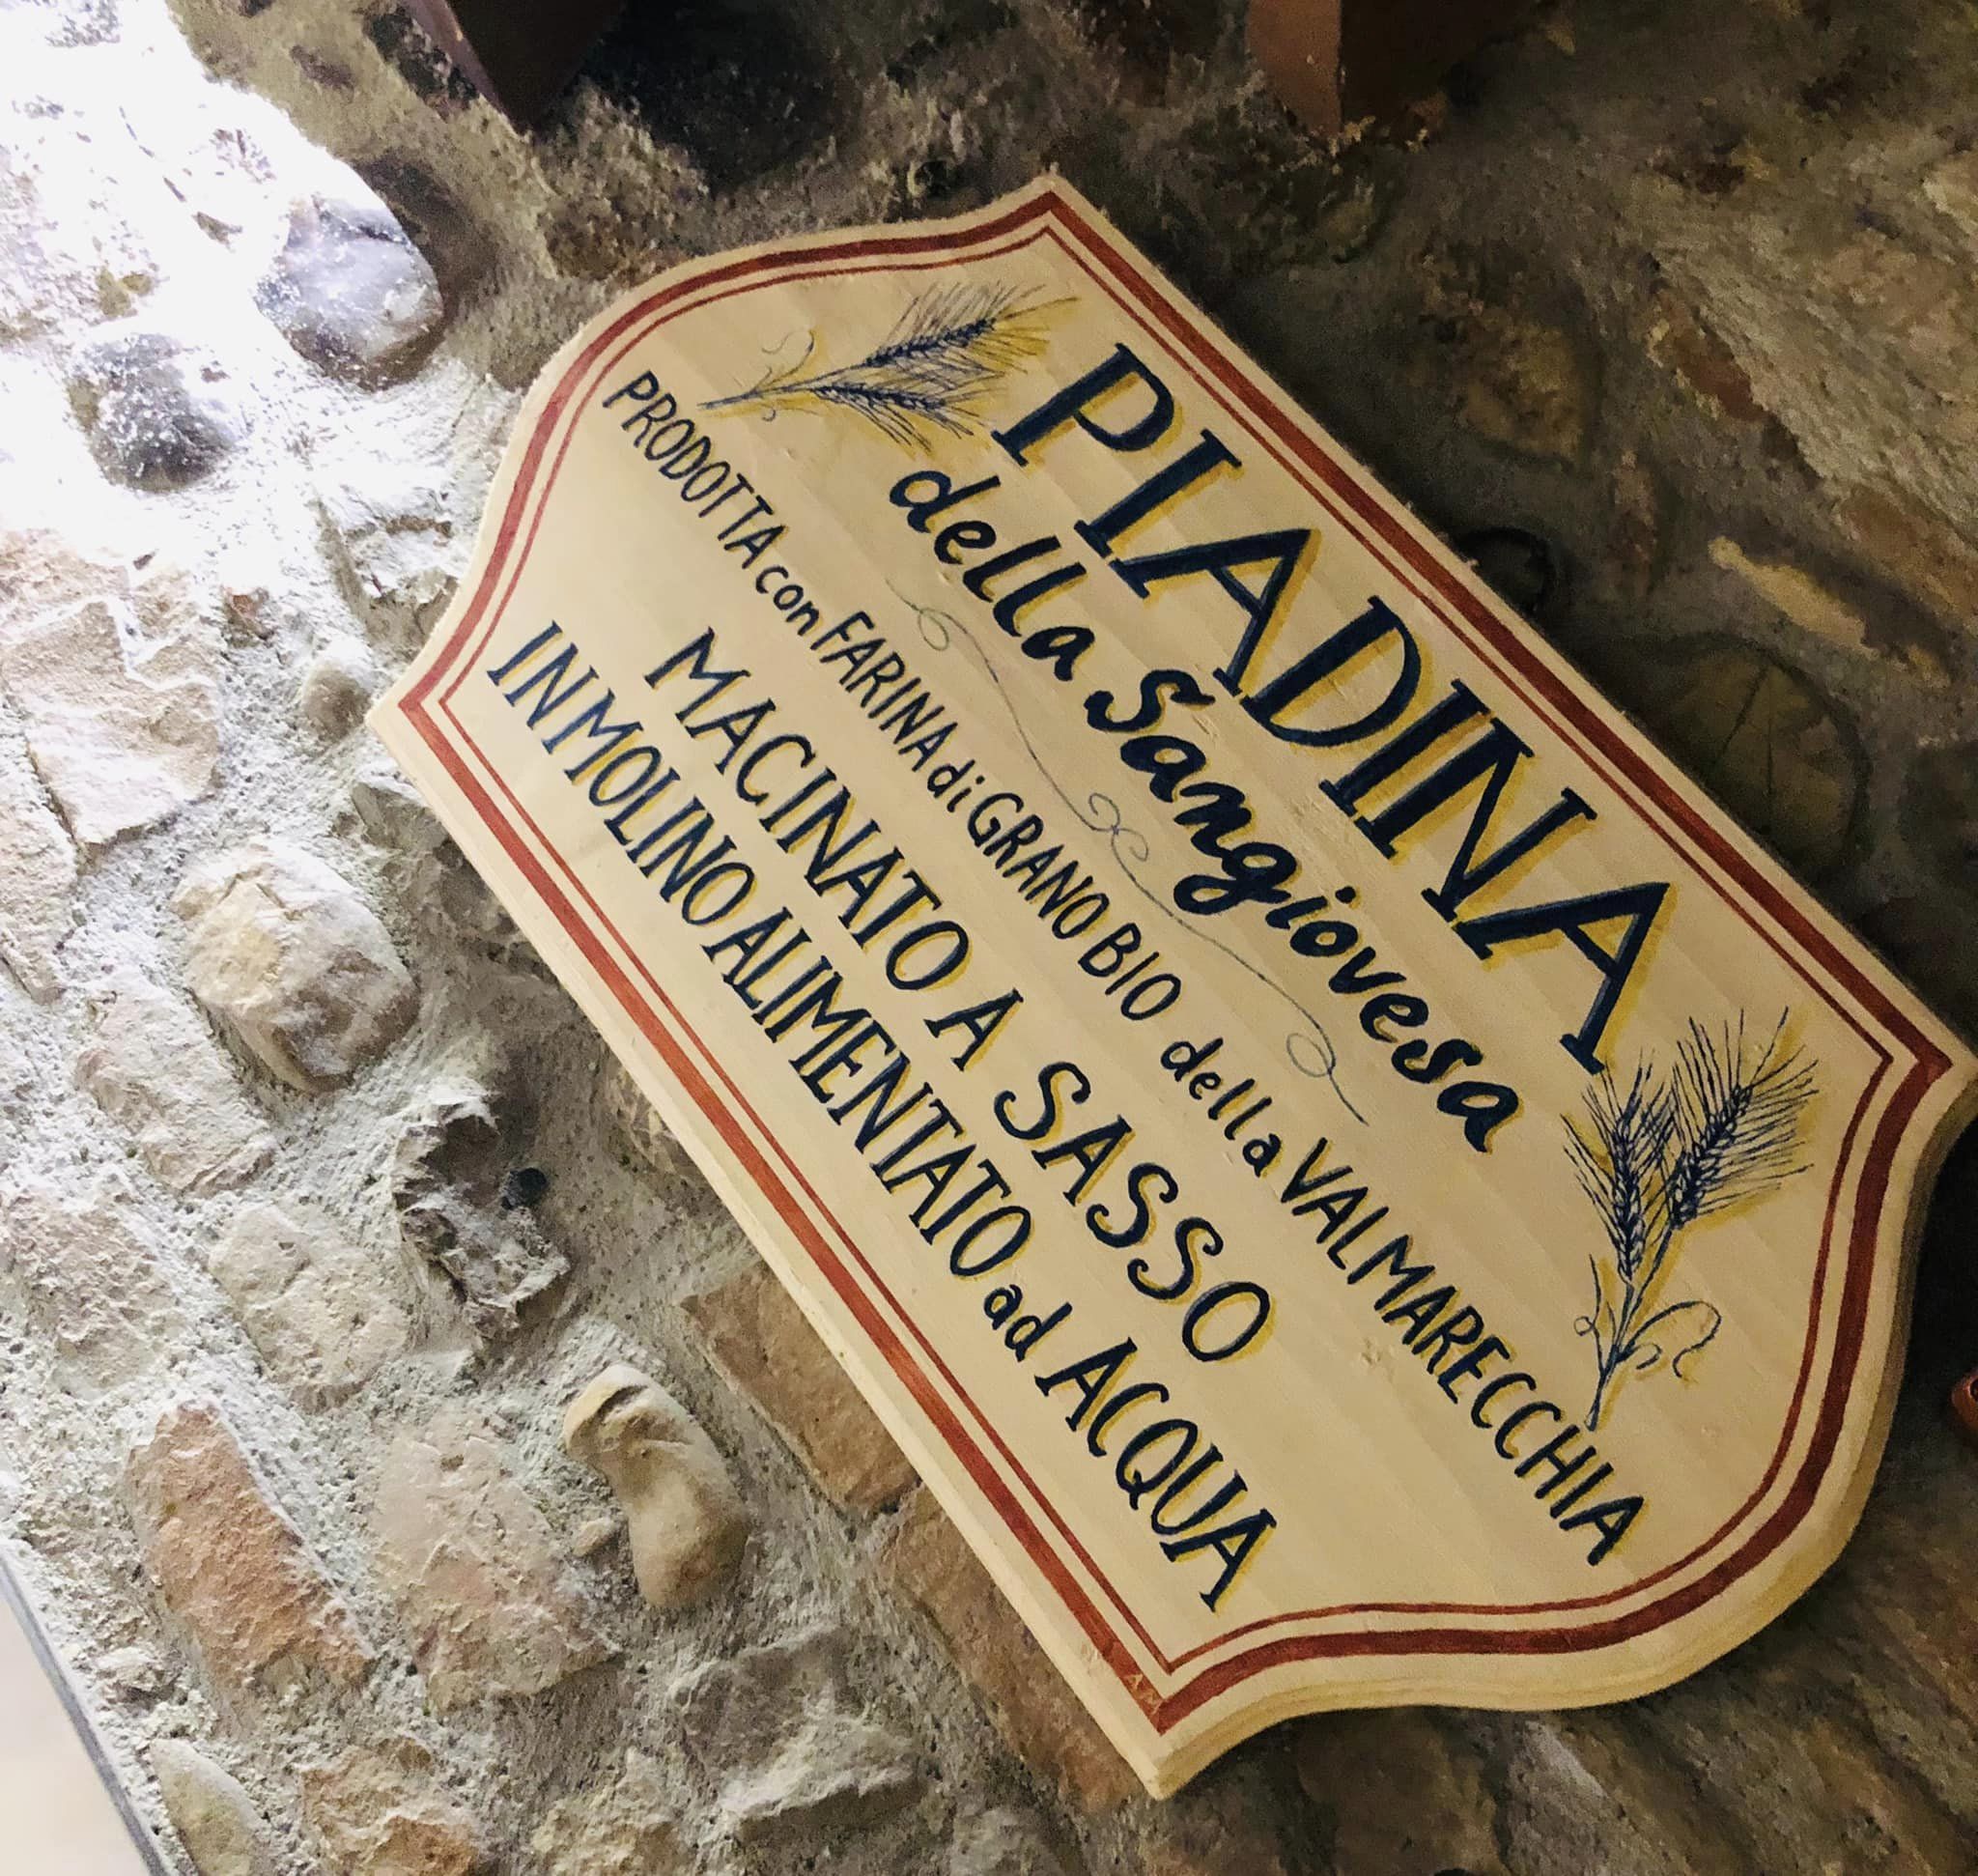 PIADINA
della Sangiovesa
PRODOTTA con FARINA di GRANO BIO della VALMARECCHIA
MACINATO A SASSO
IN MOLINO ALIMENTATO ad ACQUA